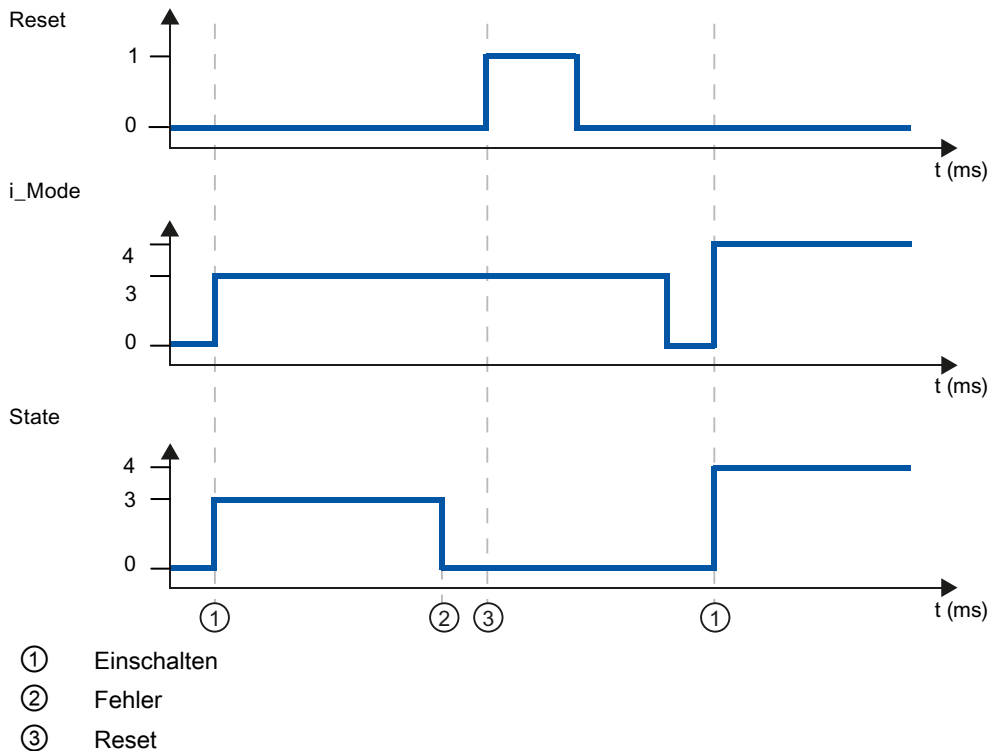 Reset
1
0
t (ms)
i_Mode
4
3
0
t (ms)
State
4
3
0
t (ms)
① ② ③ ①
① Einschalten
② Fehler
③ Reset